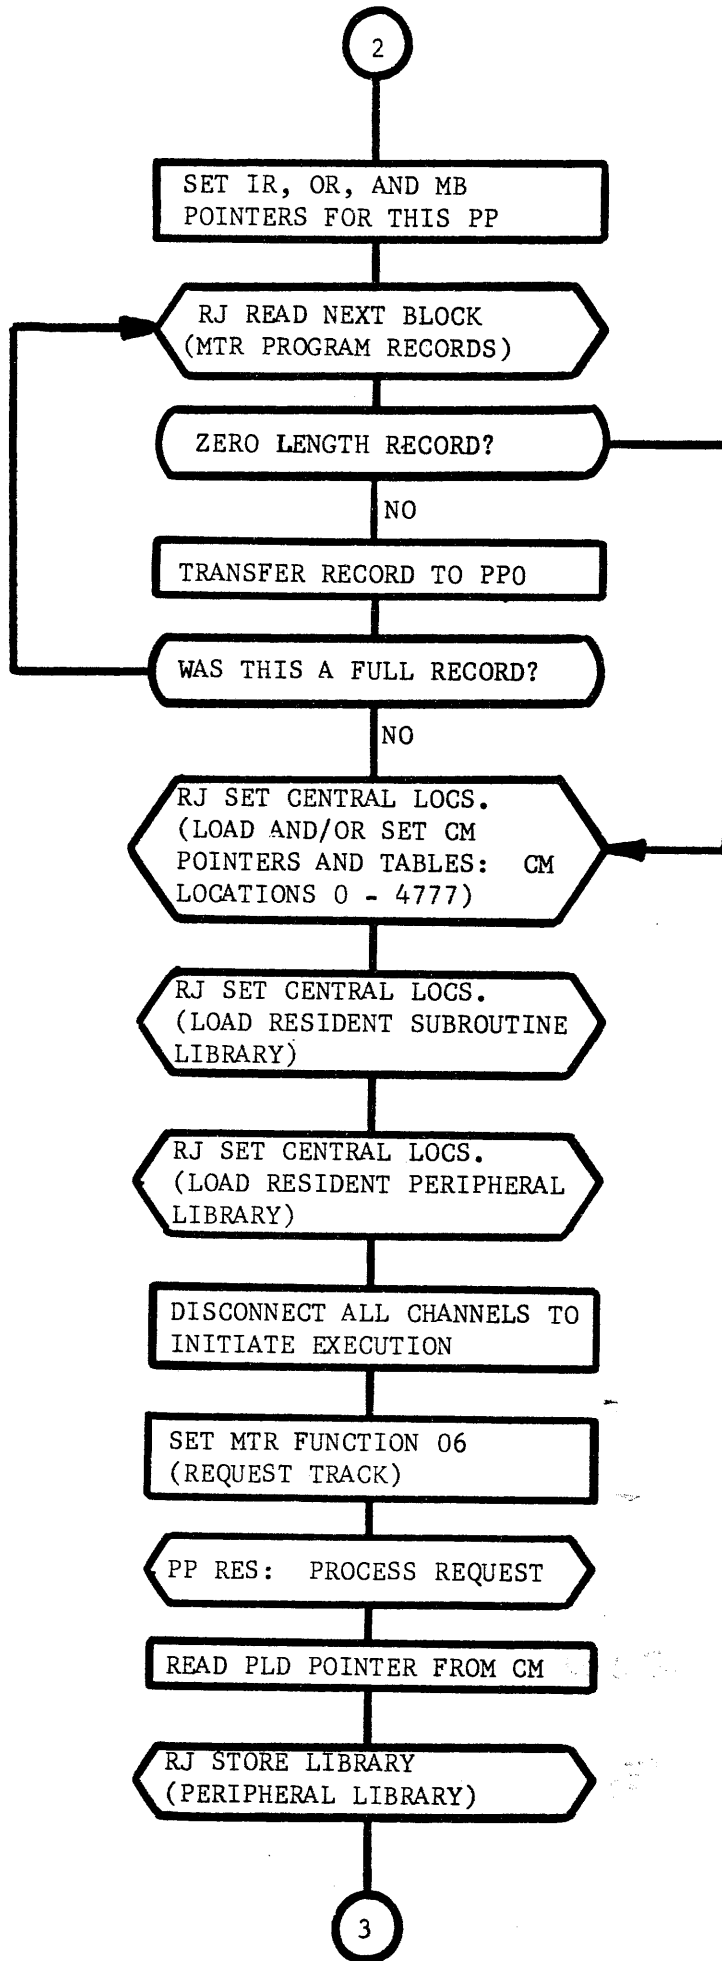 2
SET IR, OR, AND MB
POINTERS FOR THIS PP
RJ READ NEXT BLOCK
(MTR PROGRAM RECORDS)
ZERO LENGTH RECORD?
NO
TRANSFER RECORD TO PP0
WAS THIS A FULL RECORD?
NO
RJ SET CENTRAL LOCS.
(LOAD AND/OR SET CM
POINTERS AND TABLES: CM
LOCATIONS 0 - 4777)
RJ SET CENTRAL LOCS.
(LOAD RESIDENT SUBROUTINE
LIBRARY)
RJ SET CENTRAL LOCS.
(LOAD RESIDENT PERIPHERAL
LIBRARY)
DISCONNECT ALL CHANNELS TO
INITIATE EXECUTION
SET MTR FUNCTION 06
(REQUEST TRACK)
PP RES: PROCESS REQUEST
READ PLD POINTER FROM CM
RJ STORE LIBRARY
(PERIPHERAL LIBRARY)
3